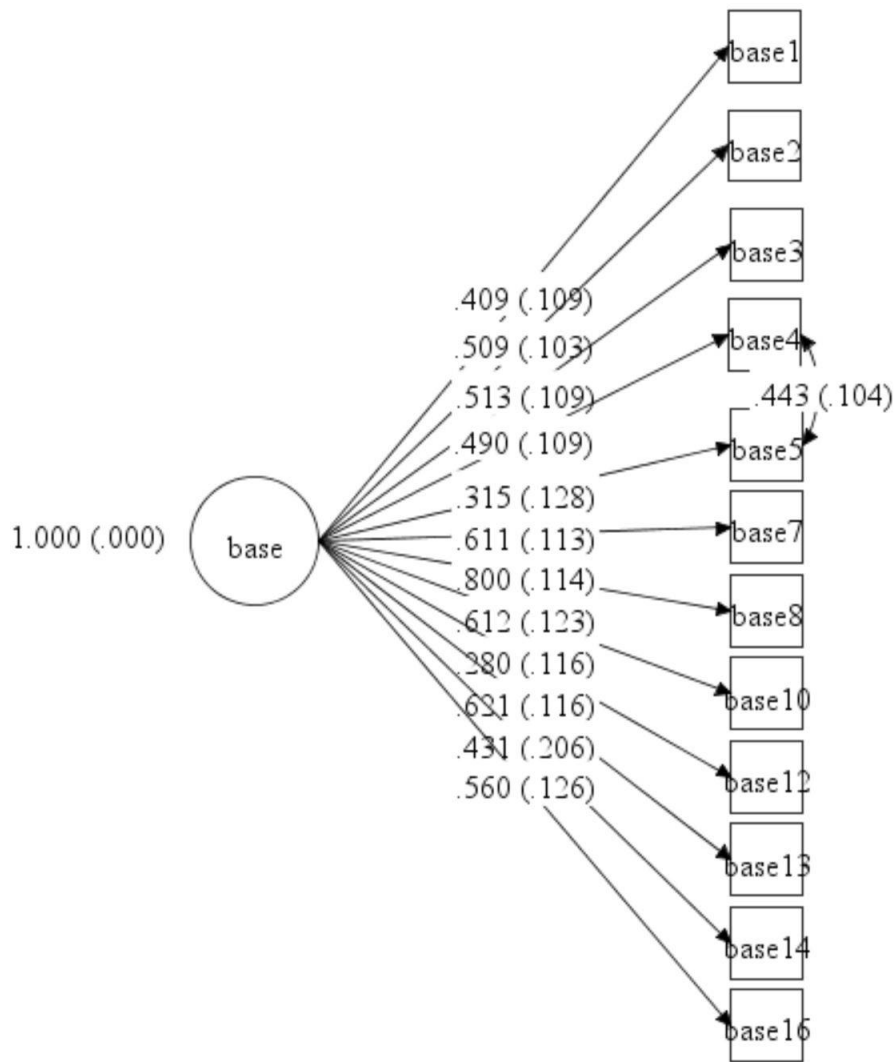 base1
base2
base3
.409 (.109)
.509 (.103)
base4
.513 (.109)
.443 (.104)
.490 (.109)
base5
.315 (.128)
1.000 (.000)
base
.611 (.113)
base7
.800 (.114)
base8
.612 (.123)
.280 (.116)
base10
.621 (.116)
.431 (.206)
base12
.560 (.126)
base13
base14
base16